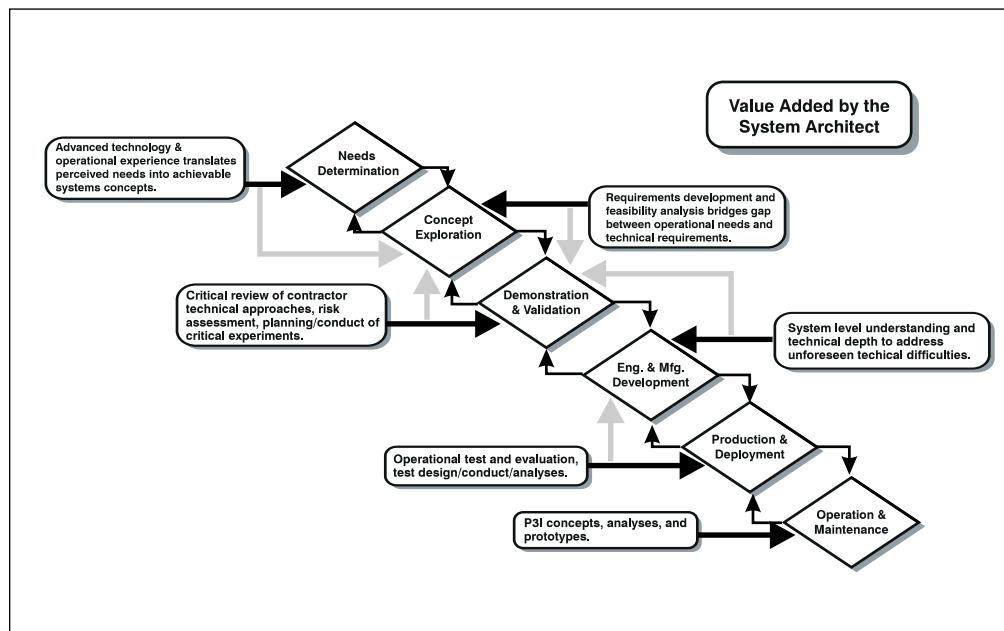 Value Added by the
System Architect
Advanced technology &
operational experience translates
perceived needs into achievable
systems concepts.
Needs
Determination
Requirements development and
feasibility analysis bridges gap
between operational needs and
technical requirements.
Concept
Exploration
Critical review of contractor
technical approaches, risk
assessment, planning/conduct of
critical experiments.
Demonstration
& Validation
System level understanding and
technical depth to address
unforeseen techical difficulties.
Eng. & Mfg.
Development
Operational test and evaluation,
test design/conduct/analyses.
Production &
Deployment
P3I concepts, analyses, and
prototypes.
Operation &
Maintenance